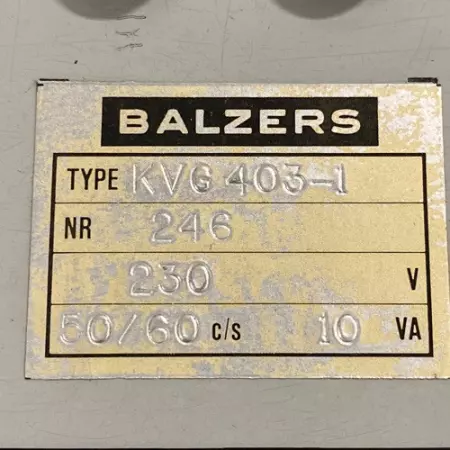 BALZERS
TYPE KVG 403-1
NR 246
230 V
50/60 c/s 10 VA